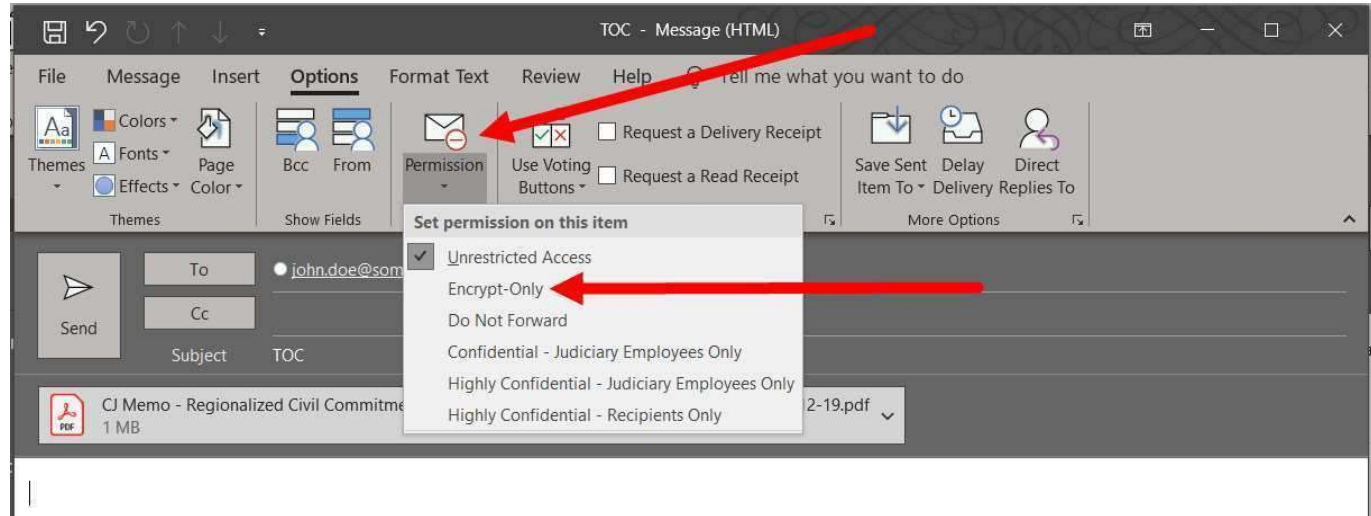 TOC - Message (HTML)
File Message Insert Options Format Text Review Help Tell me what you want to do
Aa
Themes
Colors
A Fonts
Effects
Page
Color
Themes
Bcc From
Show Fields
Permission
Use Voting
Buttons
Request a Delivery Receipt
Request a Read Receipt
Save Sent
Item To
Delay
Delivery
Direct
Replies To
More Options
Set permission on this item
Unrestricted Access
Encrypt-Only
Do Not Forward
Confidential - Judiciary Employees Only
Highly Confidential - Judiciary Employees Only
Highly Confidential - Recipients Only
Send
To john.doe@som
Cc
Subject TOC
PDF
CJ Memo - Regionalized Civil Commitme 2-19.pdf
1 MB